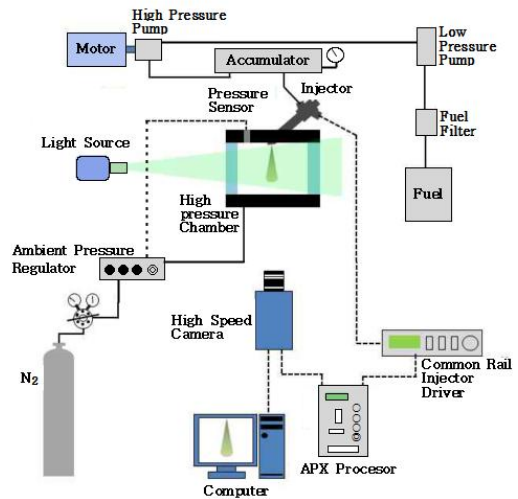 High Pressure
Pump
Motor
Accumulator
Low
Pressure
Pump
Pressure
Sensor
Injector
Fuel
Filter
Light Source
Fuel
High
pressure
Chamber
Ambient Pressure
Regulator
High Speed
Camera
N₂
Common Rail
Injector
Driver
APX Procesor
Computer